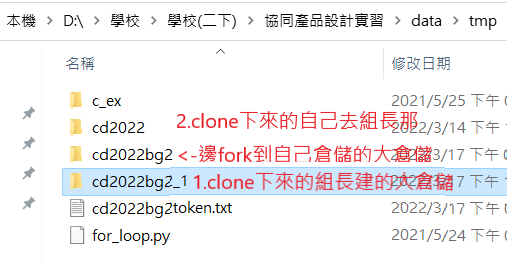 本機 > D:\ > 學校 > 學校(二下) > 協同產品設計實習 > data > tmp
名稱 修改日期
c_ex 2021/5/25 下午
cd2022 2022/3/14 下午
2.clone下來的自己去組長那
cd2022bg2 2022/3/17 下午
<-邊fork到自己倉儲的大倉儲
cd2022bg2_1 2022/3/17 下午
1.clone下來的組長建的大倉儲
cd2022bg2token.txt 2022/3/17 下午
for_loop.py 2021/5/24 下午